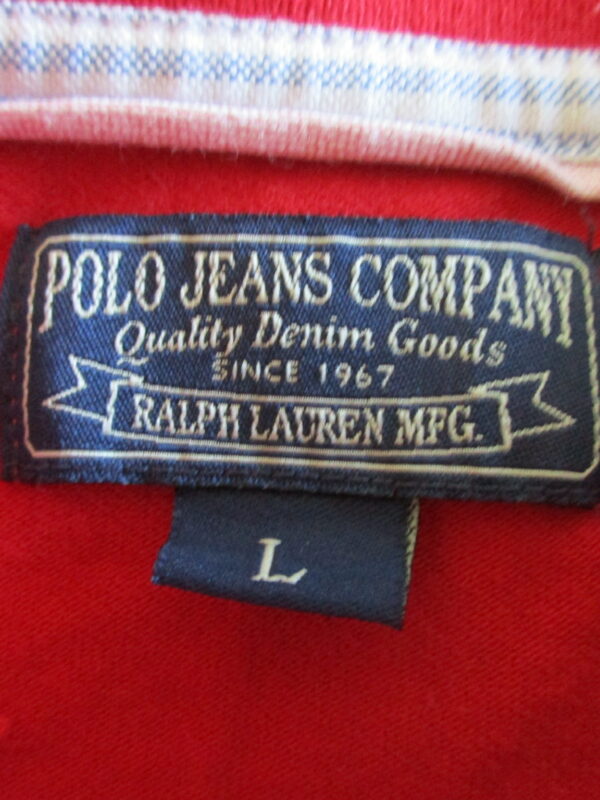 POLO JEANS COMPANY
Quality Denim Goods
SINCE 1967
RALPH LAUREN MFG.
L